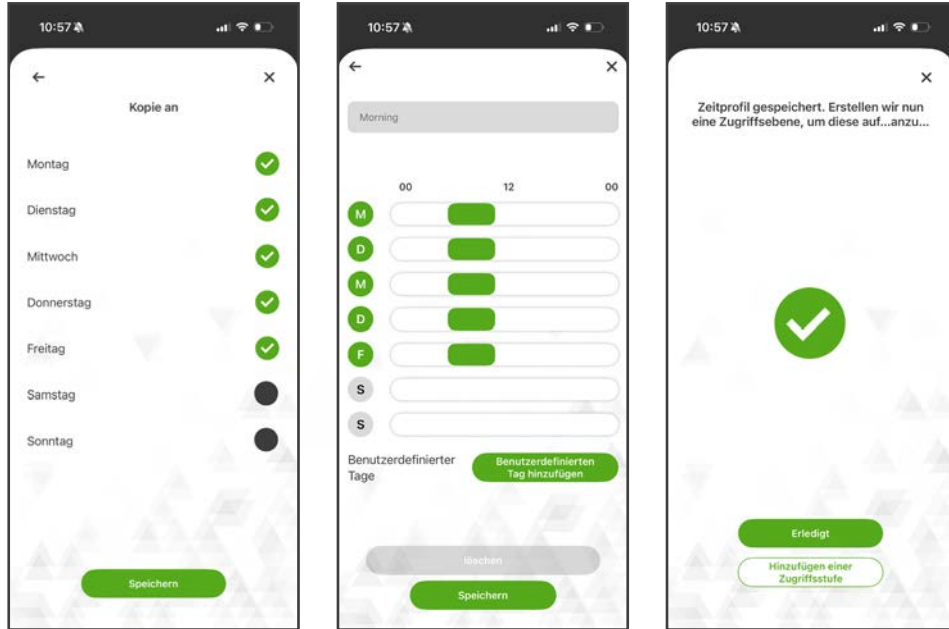 10:57
Kopie an
Montag
Dienstag
Mittwoch
Donnerstag
Freitag
Samstag
Sonntag
Speichern
10:57
Morning
00 12 00
M
D
M
D
F
S
S
Benutzerdefinierter
Tage
Benutzerdefinierten
Tag hinzufügen
löschen
Speichern
10:57
Zeitprofil gespeichert. Erstellen wir nun
eine Zugriffsebene, um diese auf...anzu...
Erledigt
Hinzufügen einer
Zugriffsstufe